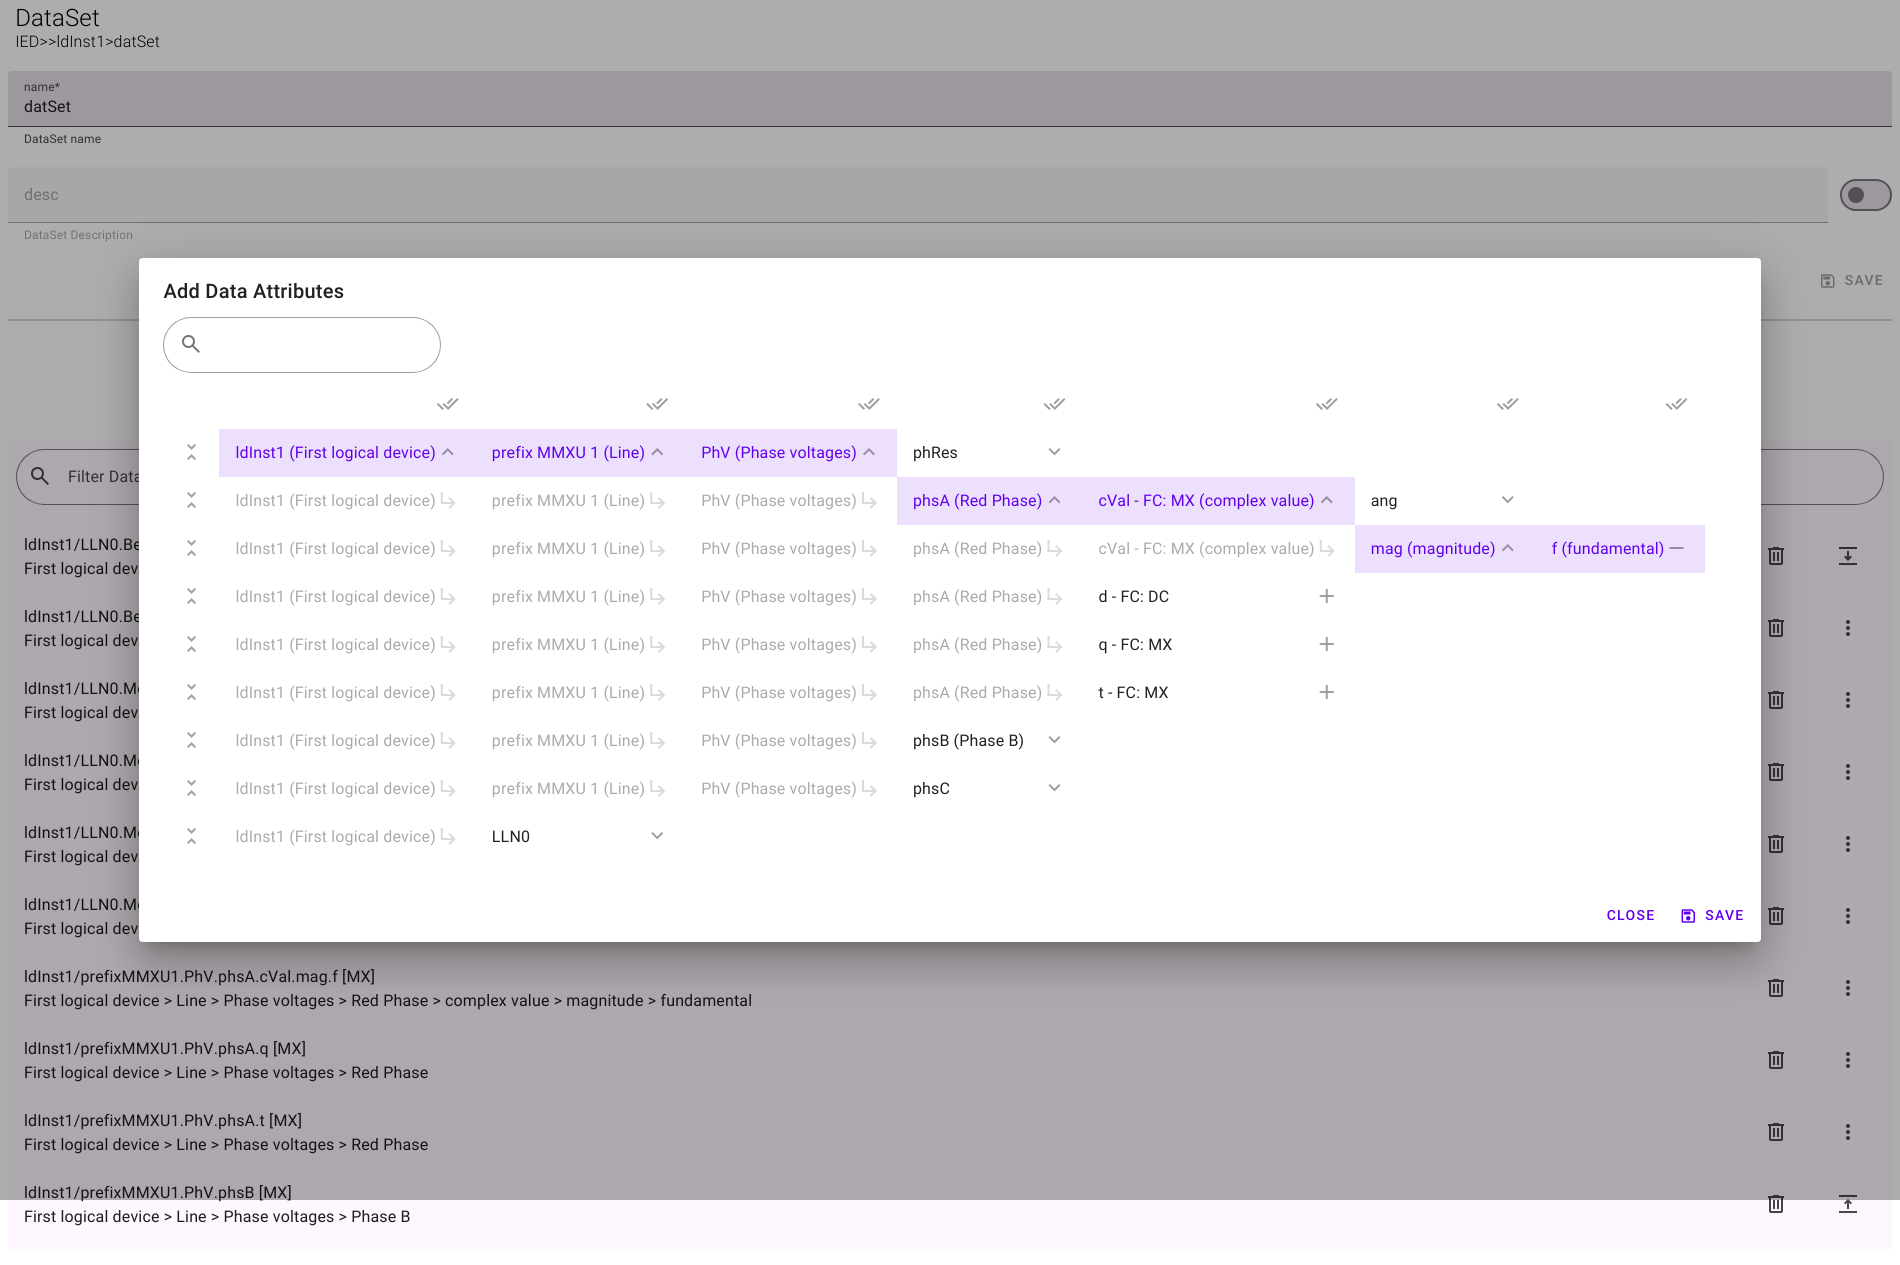 DataSet
IED>>ldInst1>datSet
name*
datSet
DataSet name
desc
DataSet Description
SAVE
Add Data Attributes
ldInst1 (First logical device) prefix MMXU 1 (Line) PhV (Phase voltages) phRes
ldInst1 (First logical device) prefix MMXU 1 (Line) PhV (Phase voltages) phsA (Red Phase) cVal - FC: MX (complex value) ang
ldInst1 (First logical device) prefix MMXU 1 (Line) PhV (Phase voltages) phsA (Red Phase) cVal - FC: MX (complex value) mag (magnitude) f (fundamental)
ldInst1 (First logical device) prefix MMXU 1 (Line) PhV (Phase voltages) phsA (Red Phase) d - FC: DC
ldInst1 (First logical device) prefix MMXU 1 (Line) PhV (Phase voltages) phsA (Red Phase) q - FC: MX
ldInst1 (First logical device) prefix MMXU 1 (Line) PhV (Phase voltages) phsA (Red Phase) t - FC: MX
ldInst1 (First logical device) prefix MMXU 1 (Line) PhV (Phase voltages) phsB (Phase B)
ldInst1 (First logical device) prefix MMXU 1 (Line) PhV (Phase voltages) phsC
ldInst1 (First logical device) LLN0
CLOSE SAVE
Filter Data
ldInst1/LLN0.Be
First logical dev
ldInst1/LLN0.Be
First logical dev
ldInst1/LLN0.M
First logical dev
ldInst1/LLN0.M
First logical dev
ldInst1/LLN0.M
First logical dev
ldInst1/LLN0.M
First logical dev
ldInst1/prefixMMXU1.PhV.phsA.cVal.mag.f [MX]
First logical device > Line > Phase voltages > Red Phase > complex value > magnitude > fundamental
ldInst1/prefixMMXU1.PhV.phsA.q [MX]
First logical device > Line > Phase voltages > Red Phase
ldInst1/prefixMMXU1.PhV.phsA.t [MX]
First logical device > Line > Phase voltages > Red Phase
ldInst1/prefixMMXU1.PhV.phsB [MX]
First logical device > Line > Phase voltages > Phase B